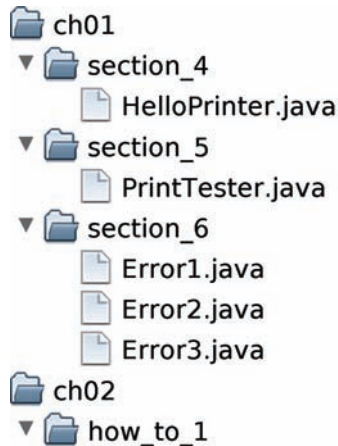 ch01
section_4
HelloPrinter.java
section_5
PrintTester.java
section_6
Error1.java
Error2.java
Error3.java
ch02
how_to_1